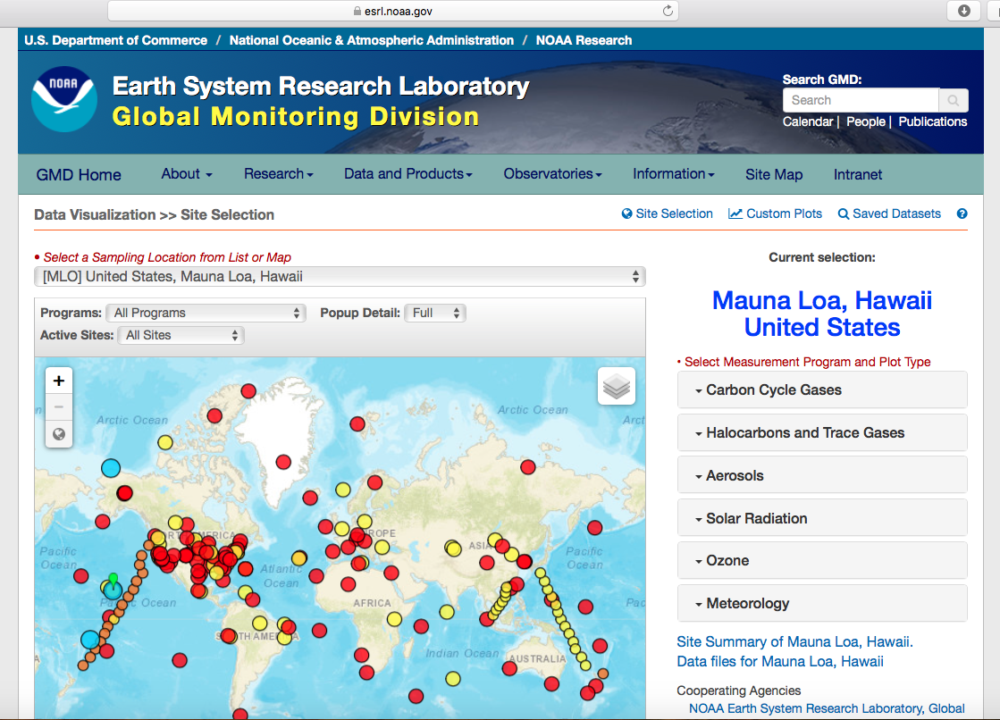 esrl.noaa.gov
U.S. Department of Commerce / National Oceanic & Atmospheric Administration / NOAA Research
NOAA
Earth System Research Laboratory
Global Monitoring Division
Search GMD:
Search
Calendar | People | Publications
GMD Home About Research Data and Products Observatories Information Site Map Intranet
Data Visualization >> Site Selection
Site Selection Custom Plots Saved Datasets ?
• Select a Sampling Location from List or Map
[MLO] United States, Mauna Loa, Hawaii
Programs: All Programs Popup Detail: Full
Active Sites: All Sites
+
−
Arctic Ocean
Arctic Ocean
Arct
Pacific
Ocean
Atlantic
Ocean
ASIA
Pacific
Ocean
Ocean
Pac
AFRICA
Indian Ocean
AUSTRALIA
Current selection:
Mauna Loa, Hawaii
United States
• Select Measurement Program and Plot Type
Carbon Cycle Gases
Halocarbons and Trace Gases
Aerosols
Solar Radiation
Ozone
Meteorology
Site Summary of Mauna Loa, Hawaii.
Data files for Mauna Loa, Hawaii
Cooperating Agencies
NOAA Earth System Research Laboratory, Global